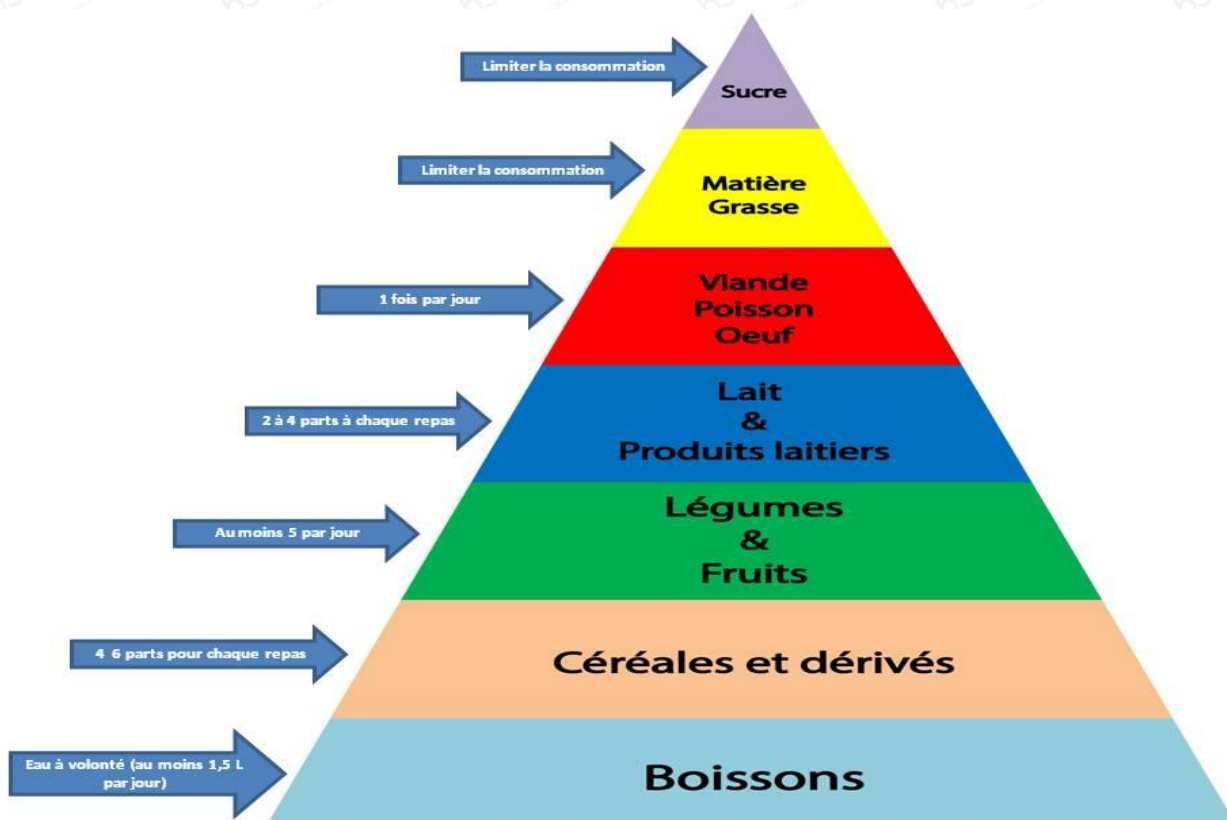 Limiter la consommation
Sucre
Limiter la consommation
Matière
Grasse
1 fois par jour
Viande
Poisson
Oeuf
2 à 4 parts à chaque repas
Lait
&
Produits laitiers
Au moins 5 par jour
Légumes
&
Fruits
4 6 parts pour chaque repas
Céréales et dérivés
Eau à volonté (au moins 1,5 L
par jour)
Boissons